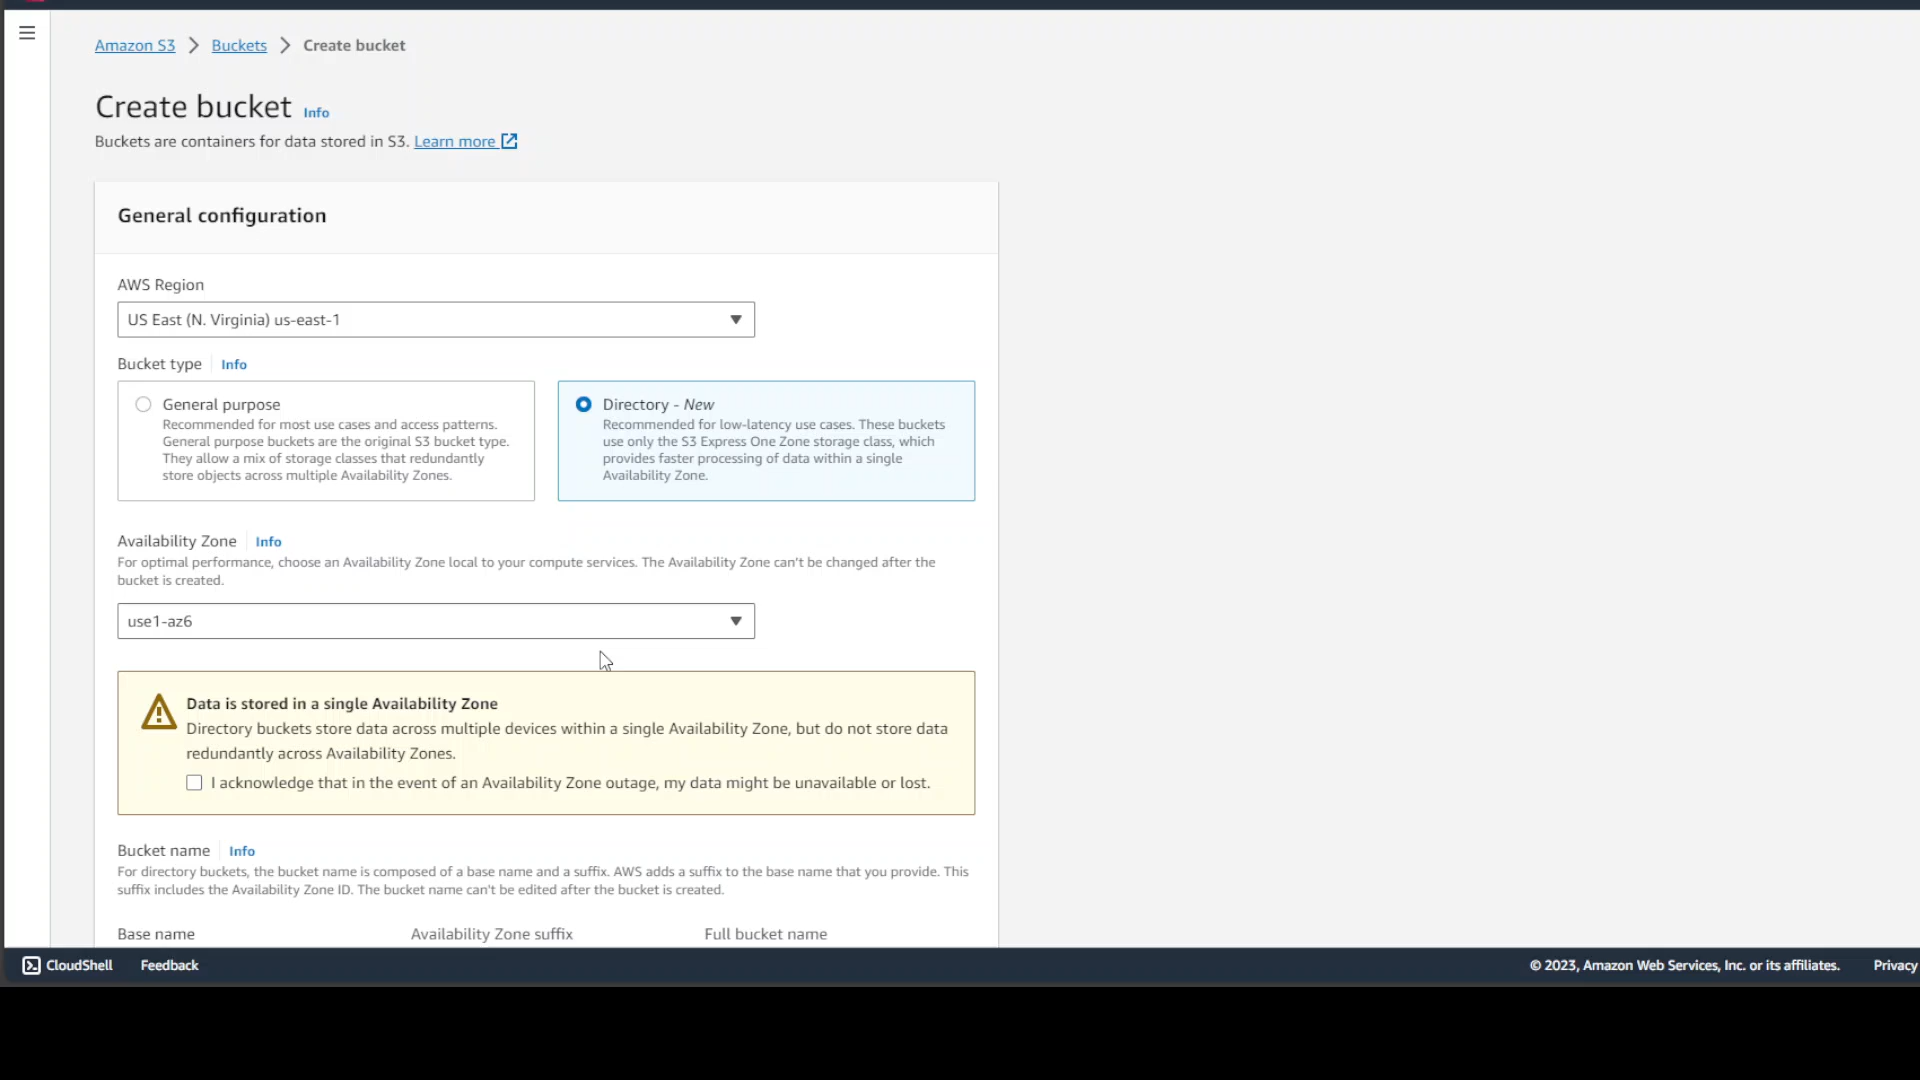 Amazon S3 > Buckets > Create bucket
Create bucket Info
Buckets are containers for data stored in S3. Learn more
General configuration
AWS Region
US East (N. Virginia) us-east-1
Bucket type Info
General purpose
Recommended for most use cases and access patterns.
General purpose buckets are the original S3 bucket type.
They allow a mix of storage classes that redundantly
store objects across multiple Availability Zones.
Directory - New
Recommended for low-latency use cases. These buckets
use only the S3 Express One Zone storage class, which
provides faster processing of data within a single
Availability Zone.
Availability Zone Info
For optimal performance, choose an Availability Zone local to your compute services. The Availability Zone can't be changed after the
bucket is created.
use1-az6
Data is stored in a single Availability Zone
Directory buckets store data across multiple devices within a single Availability Zone, but do not store data
redundantly across Availability Zones.
I acknowledge that in the event of an Availability Zone outage, my data might be unavailable or lost.
Bucket name Info
For directory buckets, the bucket name is composed of a base name and a suffix. AWS adds a suffix to the base name that you provide. This
suffix includes the Availability Zone ID. The bucket name can't be edited after the bucket is created.
Base name Availability Zone suffix Full bucket name
CloudShell Feedback © 2023, Amazon Web Services, Inc. or its affiliates. Privacy